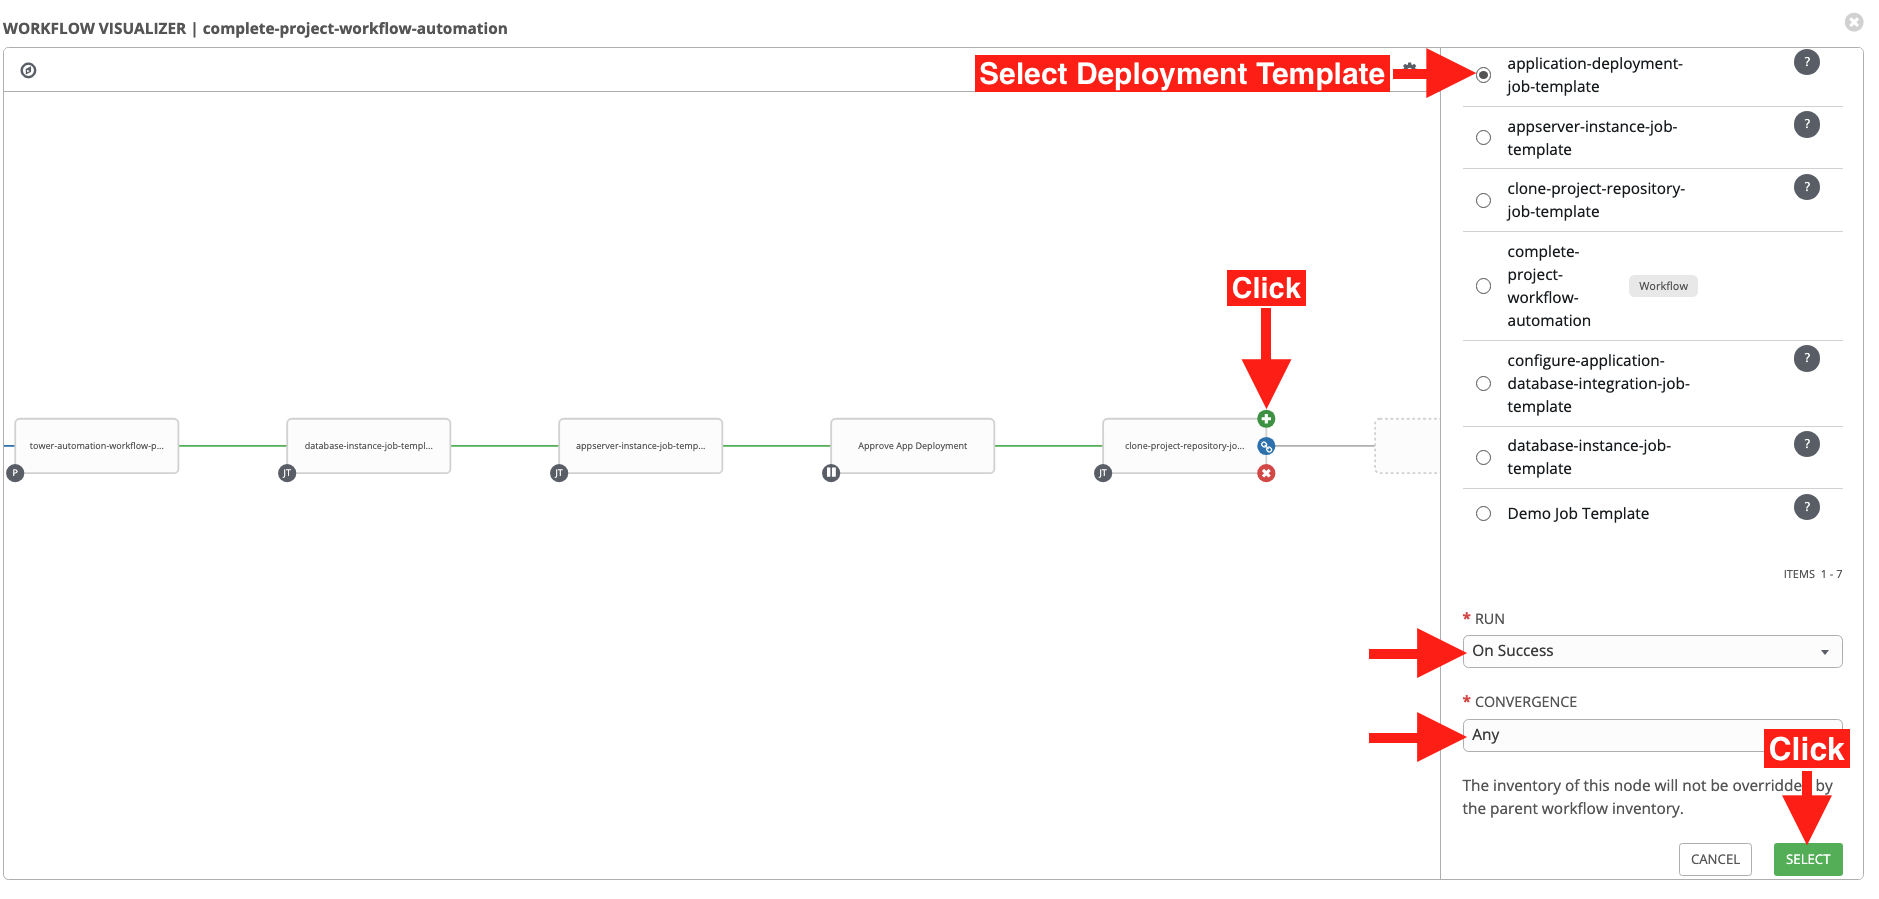 WORKFLOW VISUALIZER | complete-project-workflow-automation
Select Deployment Template
application-deployment-
job-template
?
appserver-instance-job-
template
?
clone-project-repository-
job-template
?
complete-
project-
workflow-
automation
Workflow
configure-application-
database-integration-job-
template
?
database-instance-job-
template
?
Demo Job Template
?
ITEMS 1 - 7
* RUN
On Success
* CONVERGENCE
Any
Click
The inventory of this node will not be overridden by
the parent workflow inventory.
CANCEL
SELECT
Click
tower-automation-workflow-p...
P
database-instance-job-templ...
JT
appserver-instance-job-temp...
JT
Approve App Deployment
clone-project-repository-jo...
JT